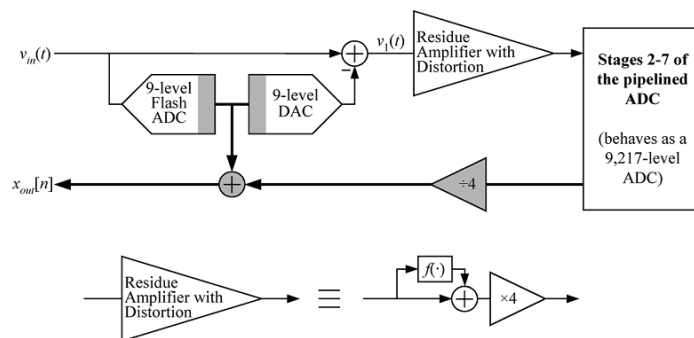 v_in(t)
v_1(t)
−
Residue
Amplifier with
Distortion
9-level
Flash
ADC
9-level
DAC
Stages 2-7 of
the pipelined
ADC
(behaves as a
9,217-level
ADC)
x_out[n]
÷4
Residue
Amplifier with
Distortion
≡
f(·)
×4